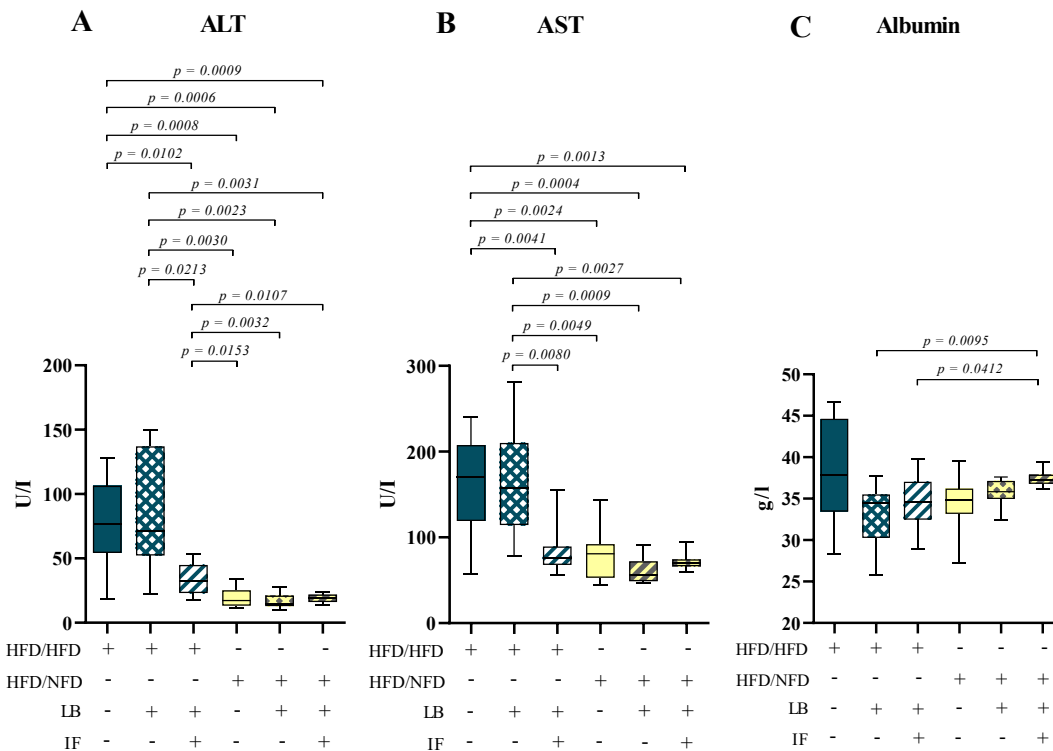 A ALT
p = 0.0009
p = 0.0006
p = 0.0008
p = 0.0102
p = 0.0031
p = 0.0023
p = 0.0030
p = 0.0213
p = 0.0107
p = 0.0032
p = 0.0153
200
150
100
50
0
U/I
HFD/HFD + + + - - -
HFD/NFD - - - + + +
LB - + + - + +
IF - - + - - +
B AST
p = 0.0013
p = 0.0004
p = 0.0024
p = 0.0041
p = 0.0027
p = 0.0009
p = 0.0049
p = 0.0080
300
200
100
0
U/I
HFD/HFD + + + - - -
HFD/NFD - - - + + +
LB - + + - + +
IF - - + - - +
C Albumin
p = 0.0095
p = 0.0412
50
45
40
35
30
25
20
g/l
HFD/HFD + + + - - -
HFD/NFD - - - + + +
LB - + + - + +
IF - - + - - +